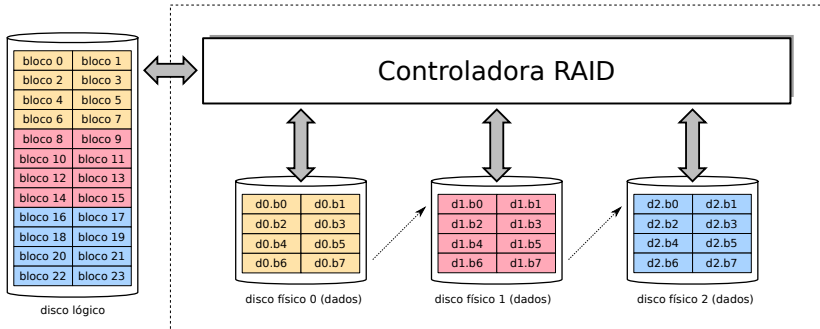 Controladora RAID
bloco 0 bloco 1
bloco 2 bloco 3
bloco 4 bloco 5
bloco 6 bloco 7
bloco 8 bloco 9
bloco 10 bloco 11
bloco 12 bloco 13
bloco 14 bloco 15
bloco 16 bloco 17
bloco 18 bloco 19
bloco 20 bloco 21
bloco 22 bloco 23
disco lógico
d0.b0 d0.b1
d0.b2 d0.b3
d0.b4 d0.b5
d0.b6 d0.b7
disco físico 0 (dados)
d1.b0 d1.b1
d1.b2 d1.b3
d1.b4 d1.b5
d1.b6 d1.b7
disco físico 1 (dados)
d2.b0 d2.b1
d2.b2 d2.b3
d2.b4 d2.b5
d2.b6 d2.b7
disco físico 2 (dados)